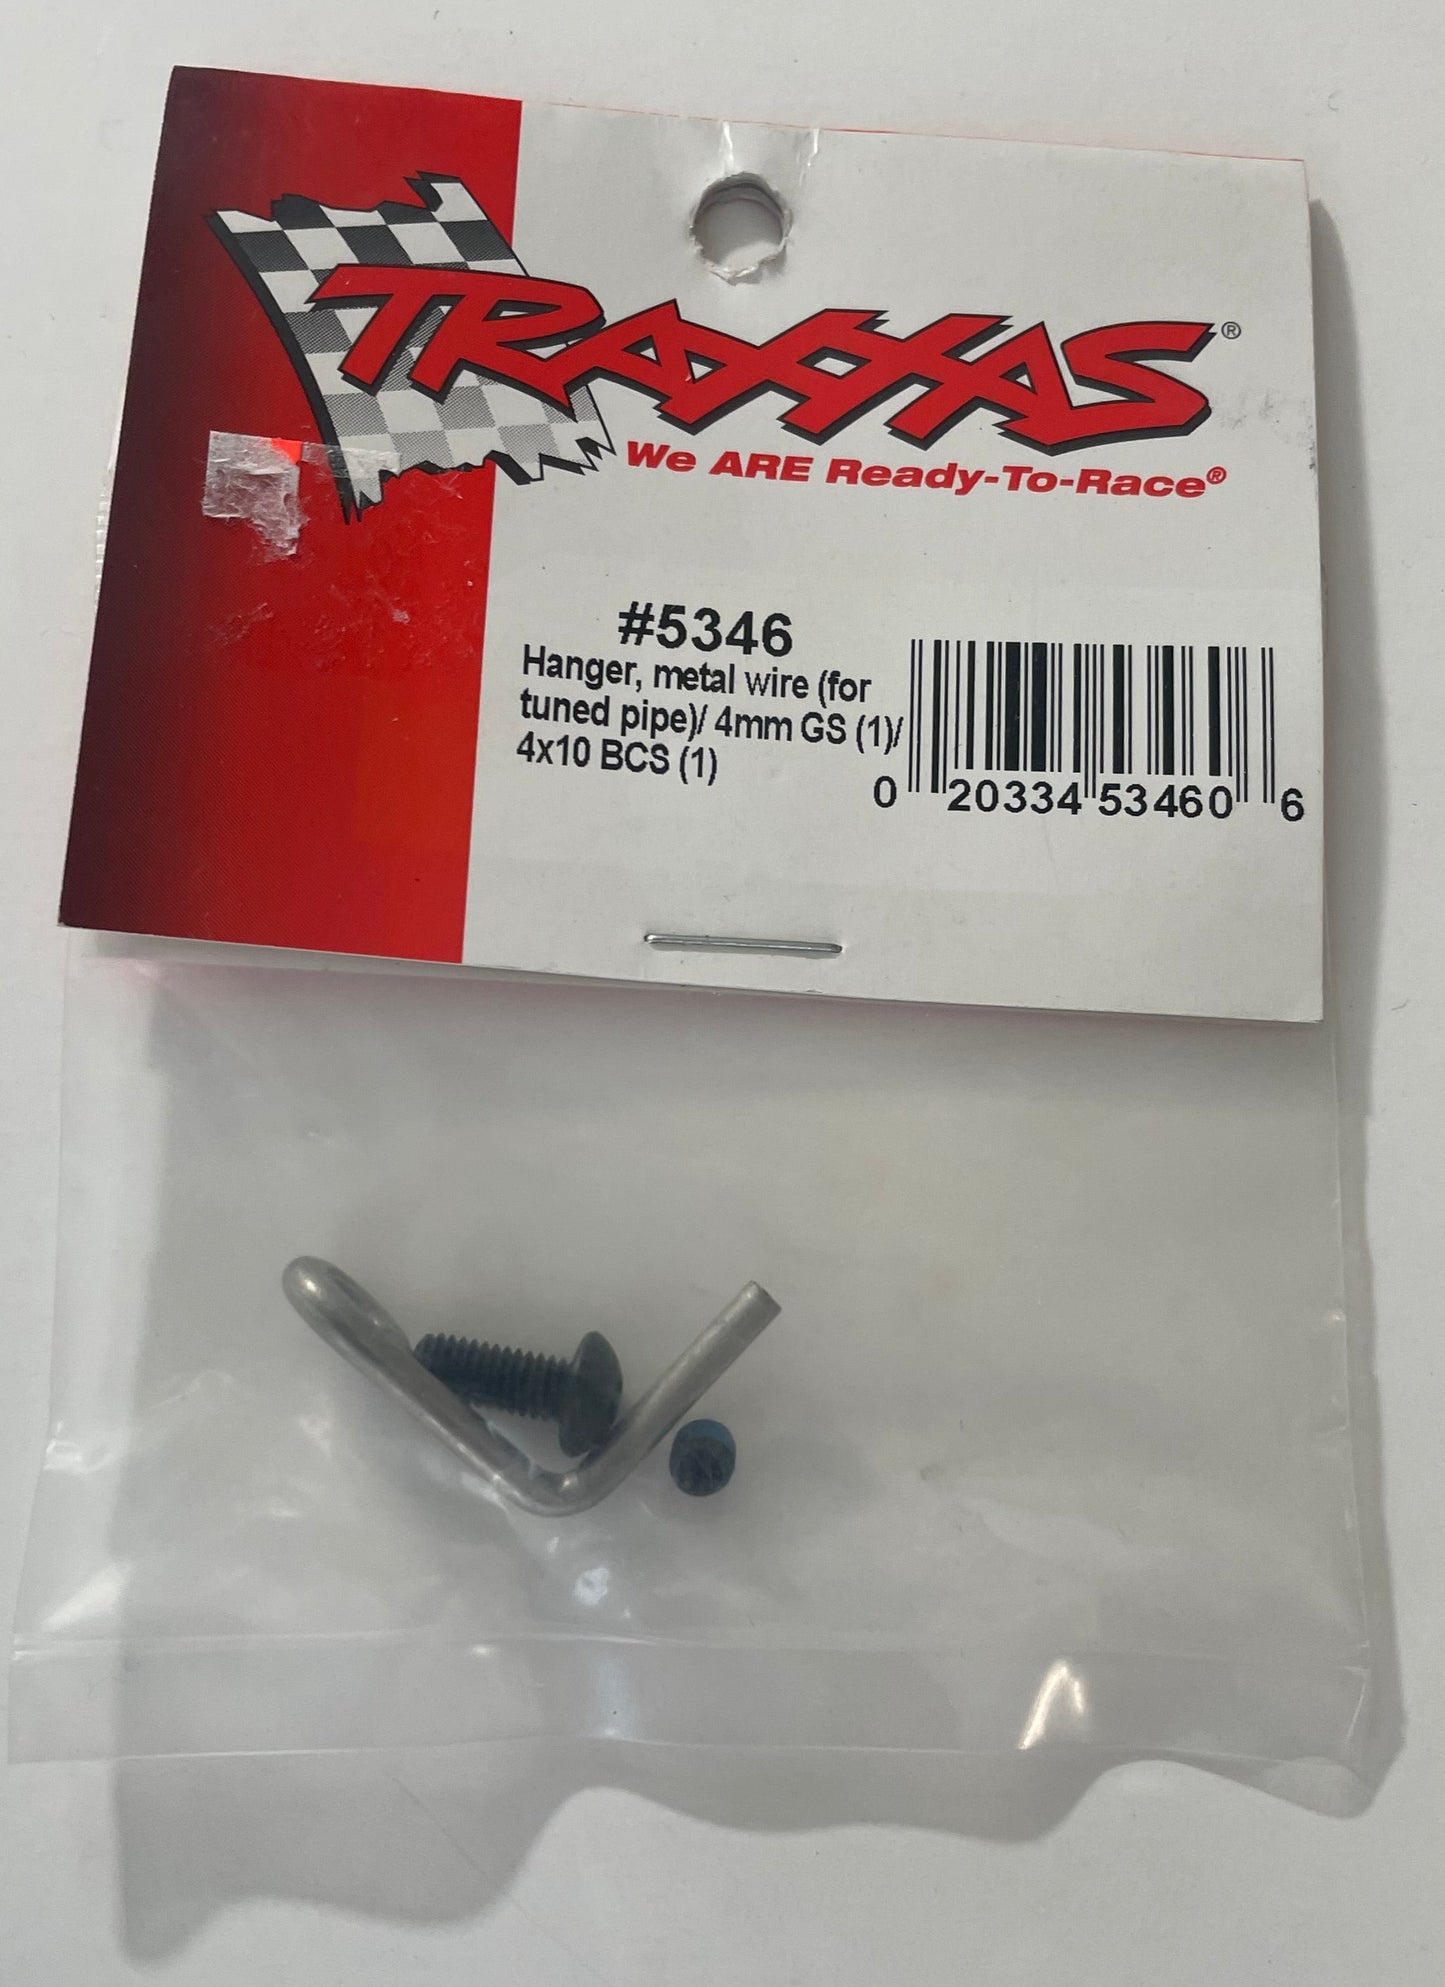 TRAXXAS®
We ARE Ready-To-Race®
#5346
Hanger, metal wire (for
tuned pipe)/ 4mm GS (1)/
4x10 BCS (1)
0 20334 53460 6